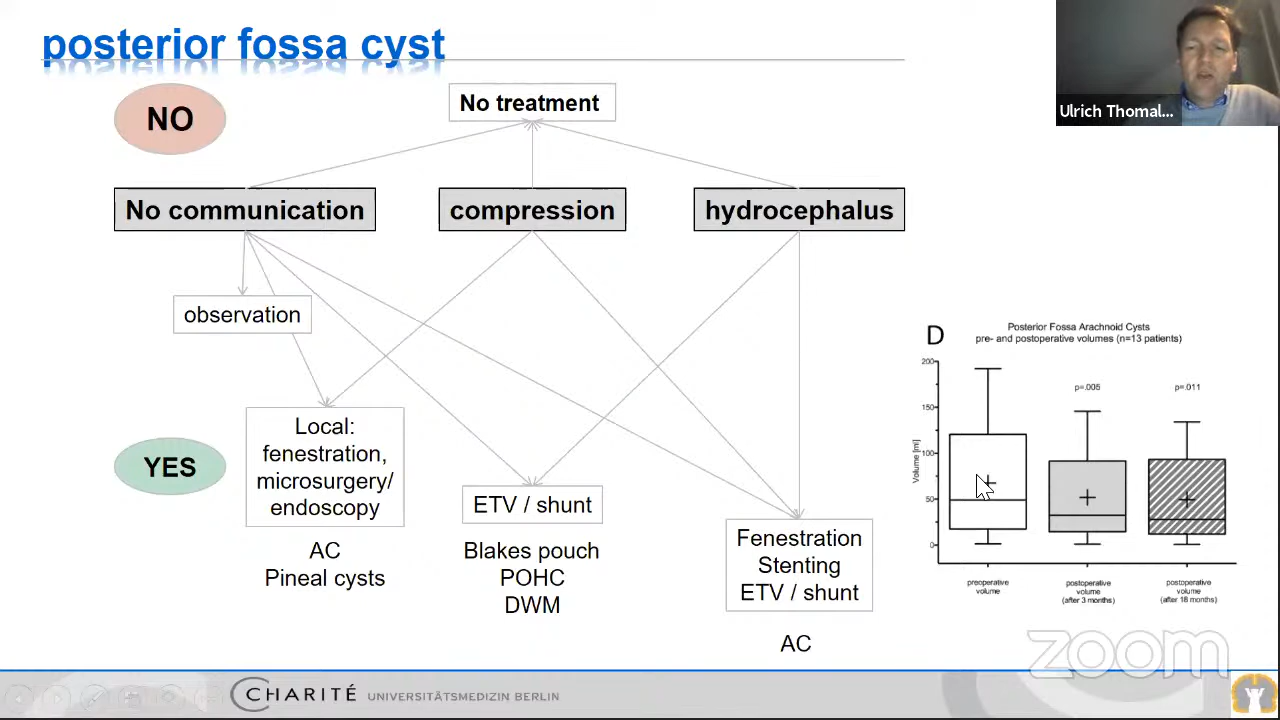 posterior fossa cyst
Ulrich Thomal...
NO
No treatment
No communication
compression
hydrocephalus
observation
YES
Local:
fenestration,
microsurgery/
endoscopy
AC
Pineal cysts
ETV / shunt
Blakes pouch
POHC
DWM
Fenestration
Stenting
ETV / shunt
AC
D
Posterior Fossa Arachnoid Cysts
pre- and postoperative volumes (n=13 patients)
Volume [ml]
200
150
100
50
0
p=.005
p=.011
preoperative
volume
postoperative
volume
(after 3 months)
postoperative
volume
(after 18 months)
zoom
CHARITÉ UNIVERSITÄTSMEDIZIN BERLIN